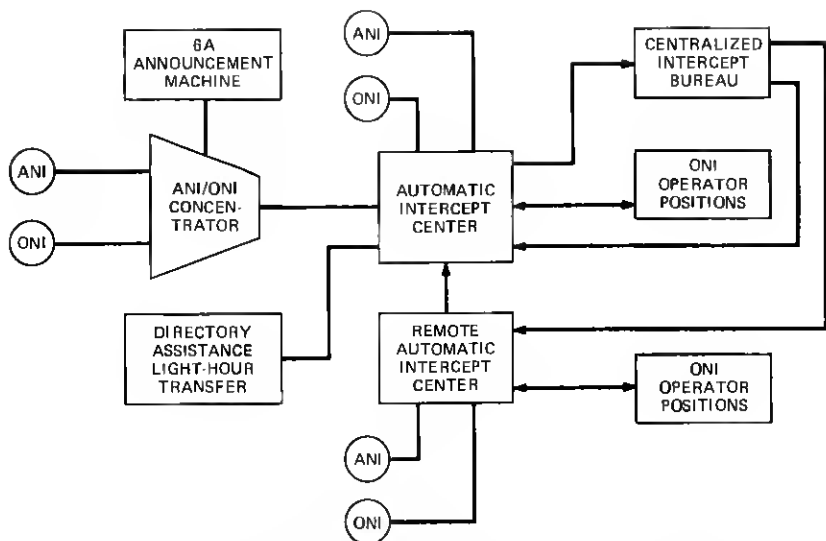 6A
ANNOUNCEMENT
MACHINE
ANI
ONI
CENTRALIZED
INTERCEPT
BUREAU
ANI
ONI
ANI/ONI
CONCEN-
TRATOR
AUTOMATIC
INTERCEPT
CENTER
ONI
OPERATOR
POSITIONS
DIRECTORY
ASSISTANCE
LIGHT-HOUR
TRANSFER
REMOTE
AUTOMATIC
INTERCEPT
CENTER
ONI
OPERATOR
POSITIONS
ANI
ONI